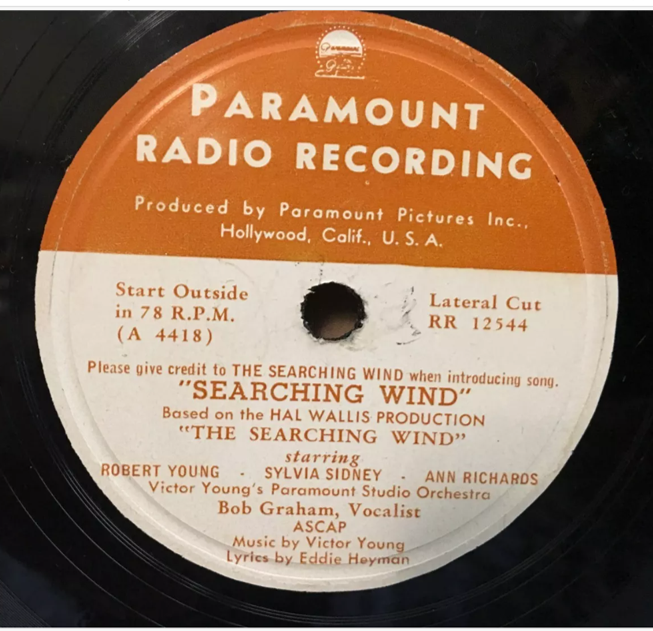 PARAMOUNT
RADIO RECORDING
Produced by Paramount Pictures Inc.,
Hollywood, Calif., U. S. A.
Start Outside
in 78 R.P.M.
(A 4418)
Lateral Cut
RR 12544
Please give credit to THE SEARCHING WIND when introducing song.
"SEARCHING WIND"
Based on the HAL WALLIS PRODUCTION
"THE SEARCHING WIND"
starring
ROBERT YOUNG - SYLVIA SIDNEY - ANN RICHARDS
Victor Young's Paramount Studio Orchestra
Bob Graham, Vocalist
ASCAP
Music by Victor Young
Lyrics by Eddie Heyman